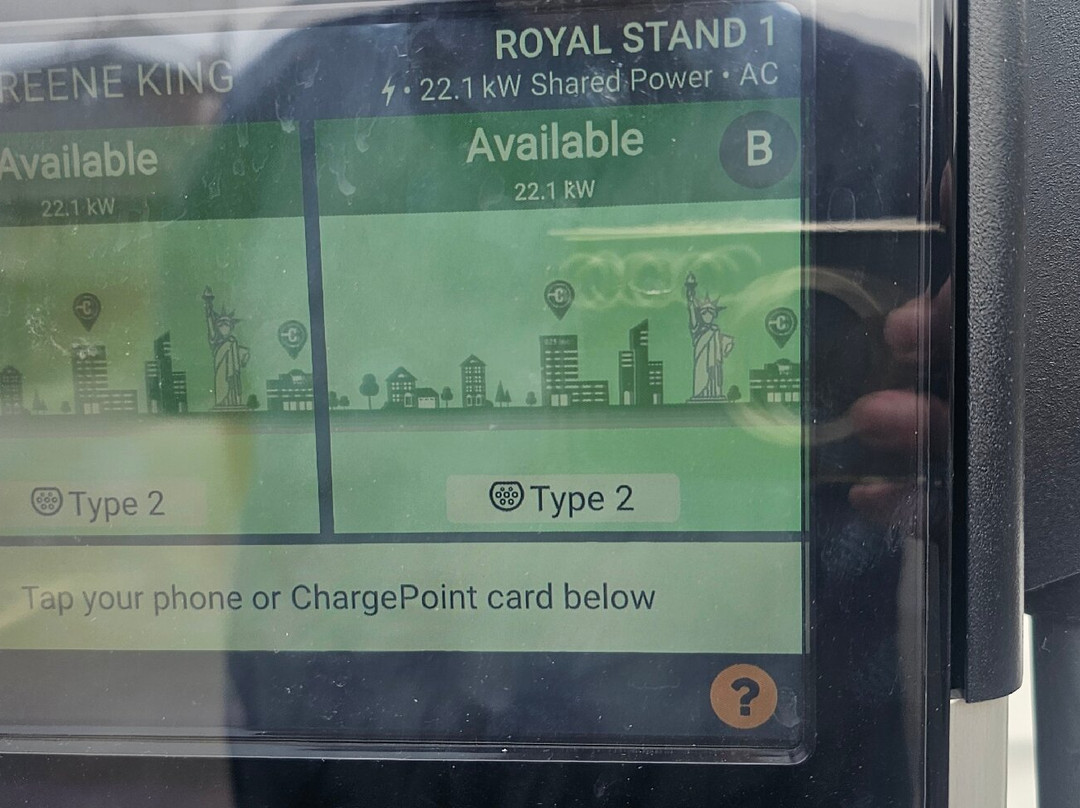 REENE KING
ROYAL STAND 1
22.1 kW Shared Power • AC
Available
22.1 kW
Type 2
Available
B
22.1 kW
Type 2
Tap your phone or ChargePoint card below
?